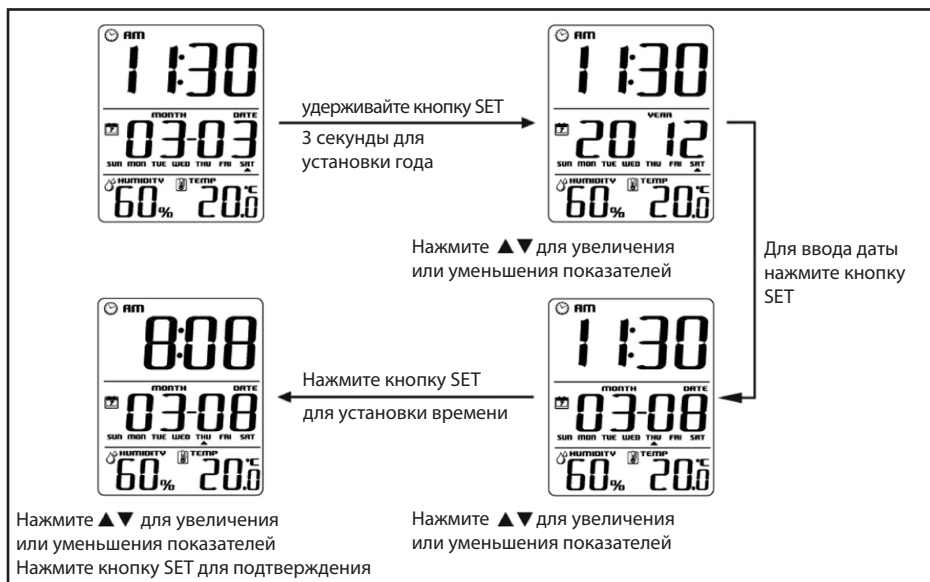 AM
11:30
MONTH DATE
7 03-03
SUN MON TUE WED THU FRI SAT
HUMIDITY TEMP
60% 20.0°C
удерживайте кнопку SET
3 секунды для
установки года
AM
11:30
YEAR
7 20 12
SUN MON TUE WED THU FRI SAT
HUMIDITY TEMP
60% 20.0°C
Нажмите ▲▼ для увеличения
или уменьшения показателей
Для ввода даты
нажмите кнопку
SET
AM
11:30
MONTH DATE
7 03-08
SUN MON TUE WED THU FRI SAT
HUMIDITY TEMP
60% 20.0°C
Нажмите ▲▼ для увеличения
или уменьшения показателей
Нажмите кнопку SET
для установки времени
AM
8:08
MONTH DATE
7 03-08
SUN MON TUE WED THU FRI SAT
HUMIDITY TEMP
60% 20.0°C
Нажмите ▲▼ для увеличения
или уменьшения показателей
Нажмите кнопку SET для подтверждения